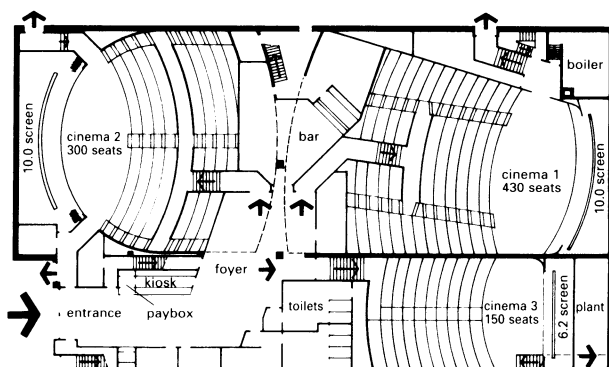 boiler
10.0 screen
cinema 2
300 seats
bar
cinema 1
430 seats
10.0 screen
foyer
kiosk
entrance
paybox
toilets
cinema 3
150 seats
6.2 screen
plant